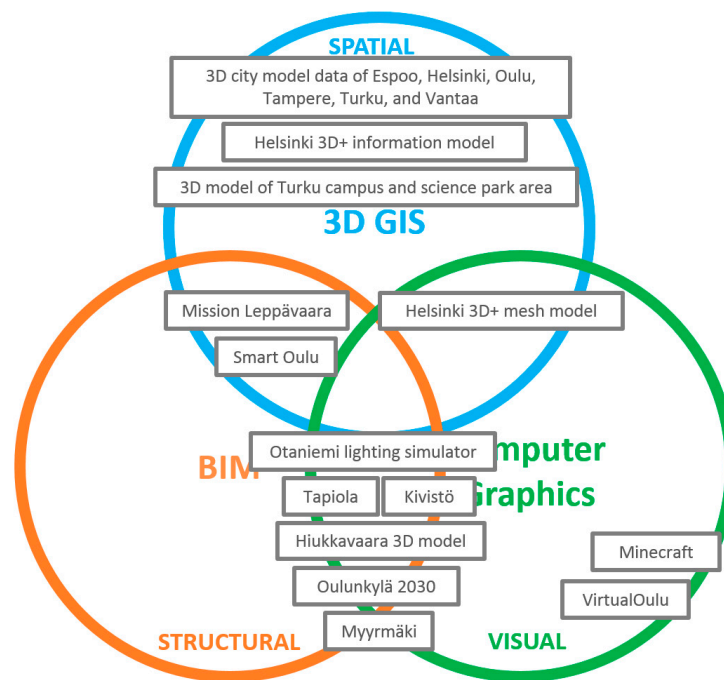 SPATIAL
3D city model data of Espoo, Helsinki, Oulu,
Tampere, Turku, and Vantaa
Helsinki 3D+ information model
3D model of Turku campus and science park area
3D GIS
Mission Leppävaara
Helsinki 3D+ mesh model
Smart Oulu
Otaniemi lighting simulator
BIM
mputer
Graphics
Tapiola
Kivistö
Hiukkavaara 3D model
Minecraft
Oulunkylä 2030
VirtualOulu
Myyrmäki
STRUCTURAL
VISUAL